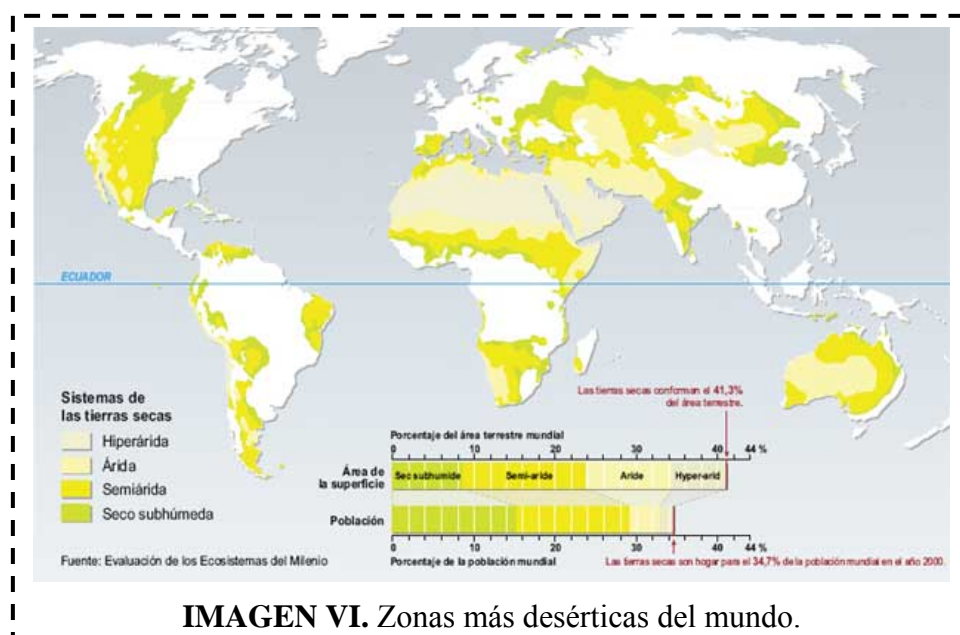 ECUADOR
Sistemas de
las tierras secas
Hiperárida
Árida
Semiárida
Seco subhúmeda
Fuente: Evaluación de los Ecosistemas del Milenio
Las tierras secas conforman el 41,3%
del área terrestre.
Porcentaje del área terrestre mundial
0 10 20 30 40 44 %
Área de
la superficie
Sec subhumide Semi-aride Aride Hyper-arid
Población
0 10 20 30 40 44 %
Porcentaje de la población mundial
Las tierras secas son hogar para el 34,7% de la población mundial en el año 2000.
IMAGEN VI. Zonas más desérticas del mundo.